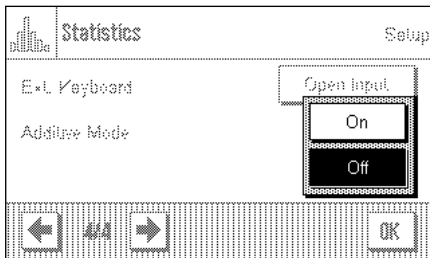 Statistics
Setup
Ext. Keyboard
Open Input
Additive Mode
On
Off
4/4
OK